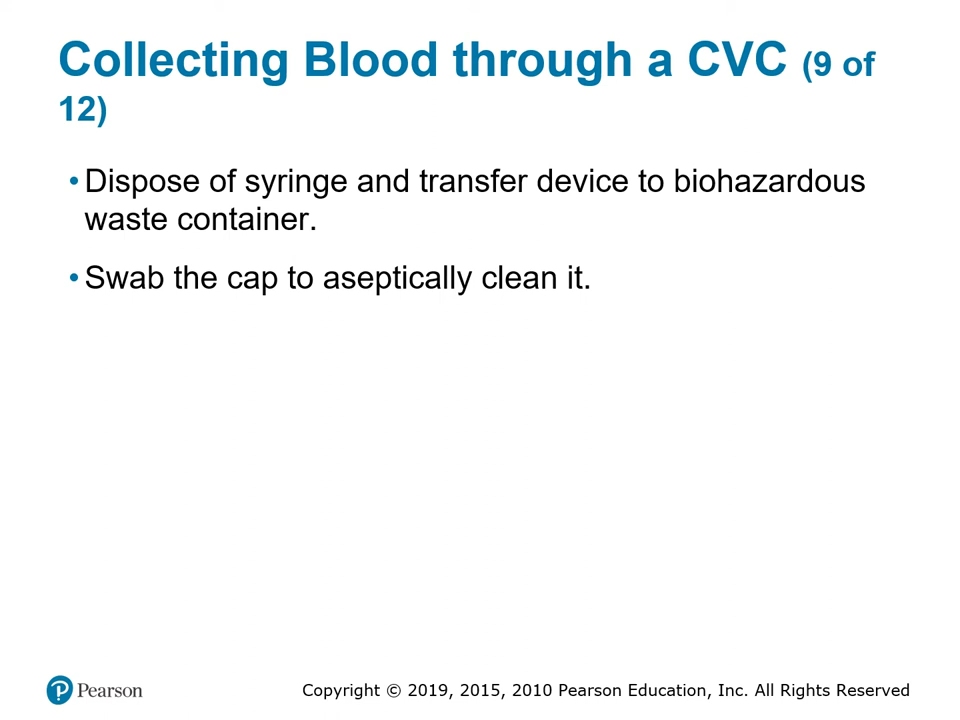 Collecting Blood through a CVC (9 of
12)
• Dispose of syringe and transfer device to biohazardous
waste container.
• Swab the cap to aseptically clean it.
Pearson
Copyright © 2019, 2015, 2010 Pearson Education, Inc. All Rights Reserved